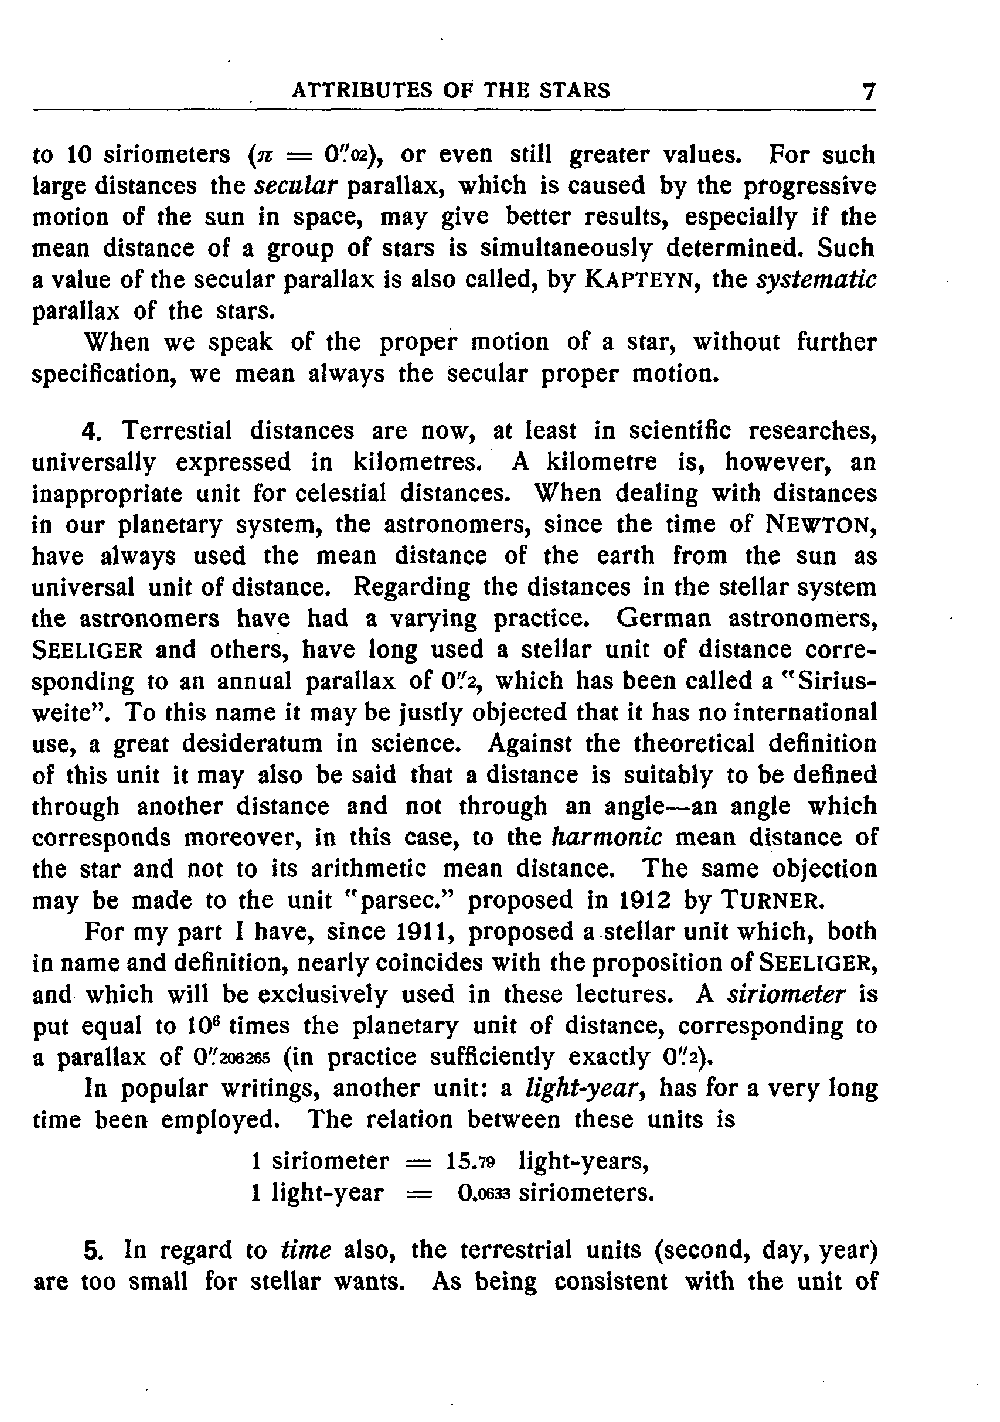 ATTRIBUTES OF THE STARS 7
to 10 siriometers (π = 0″.02), or even still greater values. For such
large distances the secular parallax, which is caused by the progressive
motion of the sun in space, may give better results, especially if the
mean distance of a group of stars is simultaneously determined. Such
a value of the secular parallax is also called, by KAPTEYN, the systematic
parallax of the stars.
When we speak of the proper motion of a star, without further
specification, we mean always the secular proper motion.
4. Terrestial distances are now, at least in scientific researches,
universally expressed in kilometres. A kilometre is, however, an
inappropriate unit for celestial distances. When dealing with distances
in our planetary system, the astronomers, since the time of NEWTON,
have always used the mean distance of the earth from the sun as
universal unit of distance. Regarding the distances in the stellar system
the astronomers have had a varying practice. German astronomers,
SEELIGER and others, have long used a stellar unit of distance corre-
sponding to an annual parallax of 0″.2, which has been called a "Sirius-
weite". To this name it may be justly objected that it has no international
use, a great desideratum in science. Against the theoretical definition
of this unit it may also be said that a distance is suitably to be defined
through another distance and not through an angle—an angle which
corresponds moreover, in this case, to the harmonic mean distance of
the star and not to its arithmetic mean distance. The same objection
may be made to the unit "parsec." proposed in 1912 by TURNER.
For my part I have, since 1911, proposed a stellar unit which, both
in name and definition, nearly coincides with the proposition of SEELIGER,
and which will be exclusively used in these lectures. A siriometer is
put equal to 10⁶ times the planetary unit of distance, corresponding to
a parallax of 0″.206265 (in practice sufficiently exactly 0″.2).
In popular writings, another unit: a light-year, has for a very long
time been employed. The relation between these units is
1 siriometer = 15.79 light-years,
1 light-year = 0.0633 siriometers.
5. In regard to time also, the terrestrial units (second, day, year)
are too small for stellar wants. As being consistent with the unit of